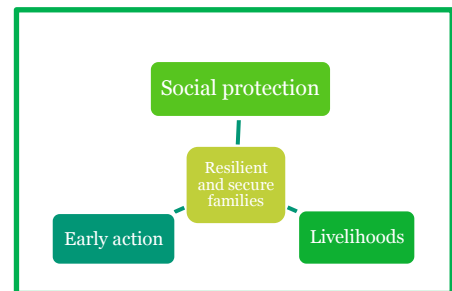 Social protection
Resilient
and secure
families
Early action
Livelihoods